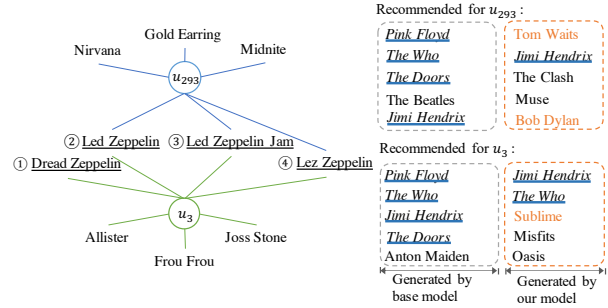 Gold Earring
Nirvana
Midnite
u₂₉₃
② Led Zeppelin
③ Led Zeppelin Jam
① Dread Zeppelin
④ Lez Zeppelin
u₃
Allister
Joss Stone
Frou Frou
Recommended for u₂₉₃ :
Pink Floyd
The Who
The Doors
The Beatles
Jimi Hendrix
Tom Waits
Jimi Hendrix
The Clash
Muse
Bob Dylan
Recommended for u₃ :
Pink Floyd
The Who
Jimi Hendrix
The Doors
Anton Maiden
Jimi Hendrix
The Who
Sublime
Misfits
Oasis
Generated by
base model
Generated by
our model